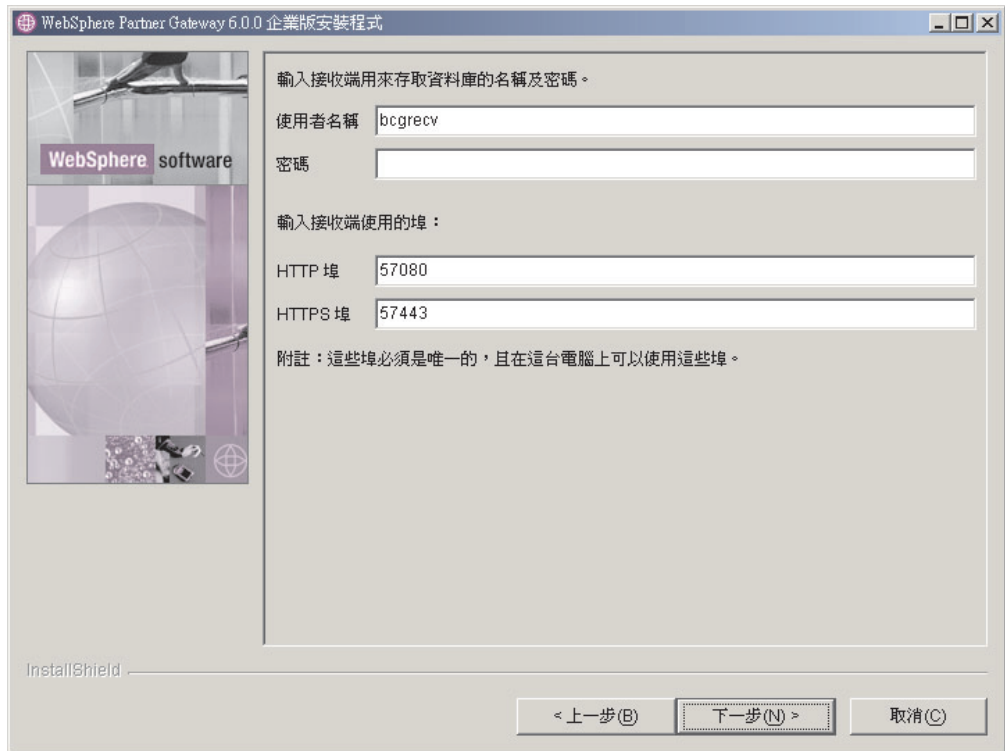 WebSphere Partner Gateway 6.0.0 企業版安裝程式
WebSphere software
輸入接收端用來存取資料庫的名稱及密碼。
使用者名稱 bcgrecv
密碼
輸入接收端使用的埠：
HTTP 埠 57080
HTTPS 埠 57443
附註：這些埠必須是唯一的，且在這台電腦上可以使用這些埠。
InstallShield
<上一步(B) 下一步(N)> 取消(C)